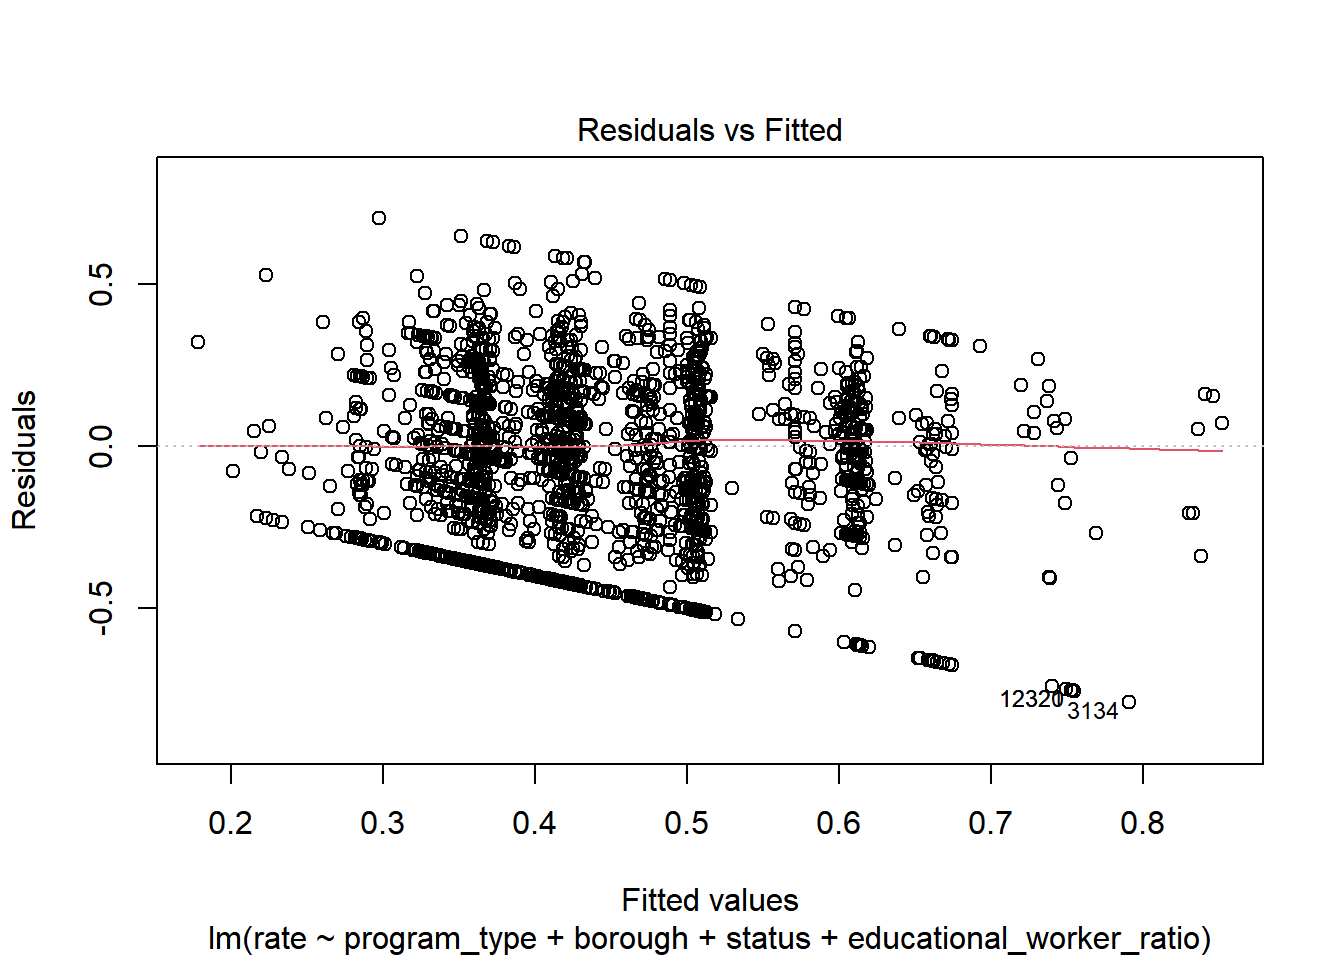 Residuals vs Fitted
Residuals
0.5
0.0
-0.5
12320
3134
0.2 0.3 0.4 0.5 0.6 0.7 0.8
Fitted values
lm(rate ~ program_type + borough + status + educational_worker_ratio)